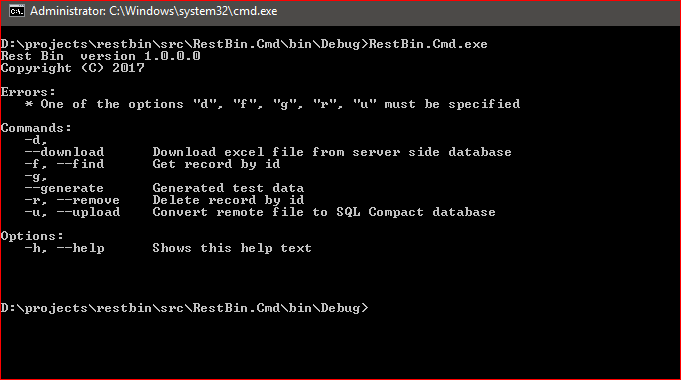 Administrator: C:\Windows\system32\cmd.exe
D:\projects\restbin\src\RestBin.Cmd\bin\Debug>RestBin.Cmd.exe
Rest Bin  version 1.0.0.0
Copyright (C) 2017
Errors:
   * One of the options "d", "f", "g", "r", "u" must be specified
Commands:
   -d,
   --download      Download excel file from server side database
   -f, --find      Get record by id
   -g,
   --generate      Generated test data
   -r, --remove    Delete record by id
   -u, --upload    Convert remote file to SQL Compact database
Options:
   -h, --help      Shows this help text
D:\projects\restbin\src\RestBin.Cmd\bin\Debug>